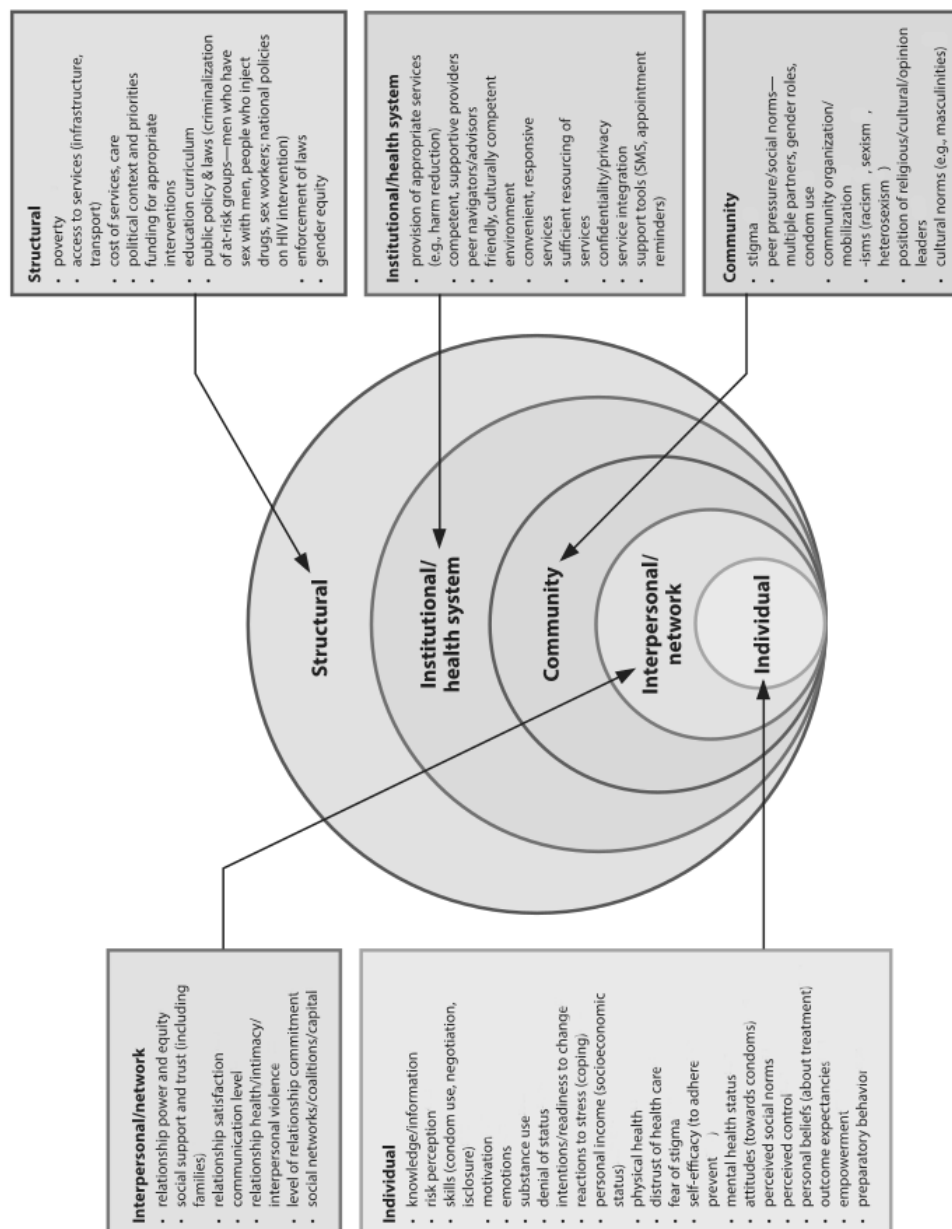 Interpersonal/network
• relationship power and equity
• social support and trust (including
families)
• relationship satisfaction
• communication level
• relationship health/intimacy/
interpersonal violence
• level of relationship commitment
• social networks/coalitions/capital
Individual
• knowledge/information
• risk perception
• skills (condom use, negotiation,
isclosure)
• motivation
• emotions
• substance use
• denial of status
• intentions/readiness to change
• reactions to stress (coping)
• personal income (socioeconomic
status)
• physical health
• distrust of health care
• fear of stigma
• self-efficacy (to adhere
prevent )
• mental health status
• attitudes (towards condoms)
• perceived social norms
• perceived control
• personal beliefs (about treatment)
• outcome expectancies
• empowerment
• preparatory behavior
Structural
Institutional/
health system
Community
Interpersonal/
network
Individual
Structural
• poverty
• access to services (infrastructure,
transport)
• cost of services, care
• political context and priorities
• funding for appropriate
interventions
• education curriculum
• public policy & laws (criminalization
of at-risk groups—men who have
sex with men, people who inject
drugs, sex workers; national policies
on HIV intervention)
• enforcement of laws
• gender equity
Institutional/health system
• provision of appropriate services
(e.g., harm reduction)
• competent, supportive providers
• peer navigators/advisors
• friendly, culturally competent
environment
• convenient, responsive
services
• sufficient resourcing of
services
• confidentiality/privacy
• service integration
• support tools (SMS, appointment
reminders)
Community
• stigma
• peer pressure/social norms—
multiple partners, gender roles,
condom use
• community organization/
mobilization
• -isms (racism , sexism ,
heterosexism )
• position of religious/cultural/opinion
leaders
• cultural norms (e.g., masculinities)